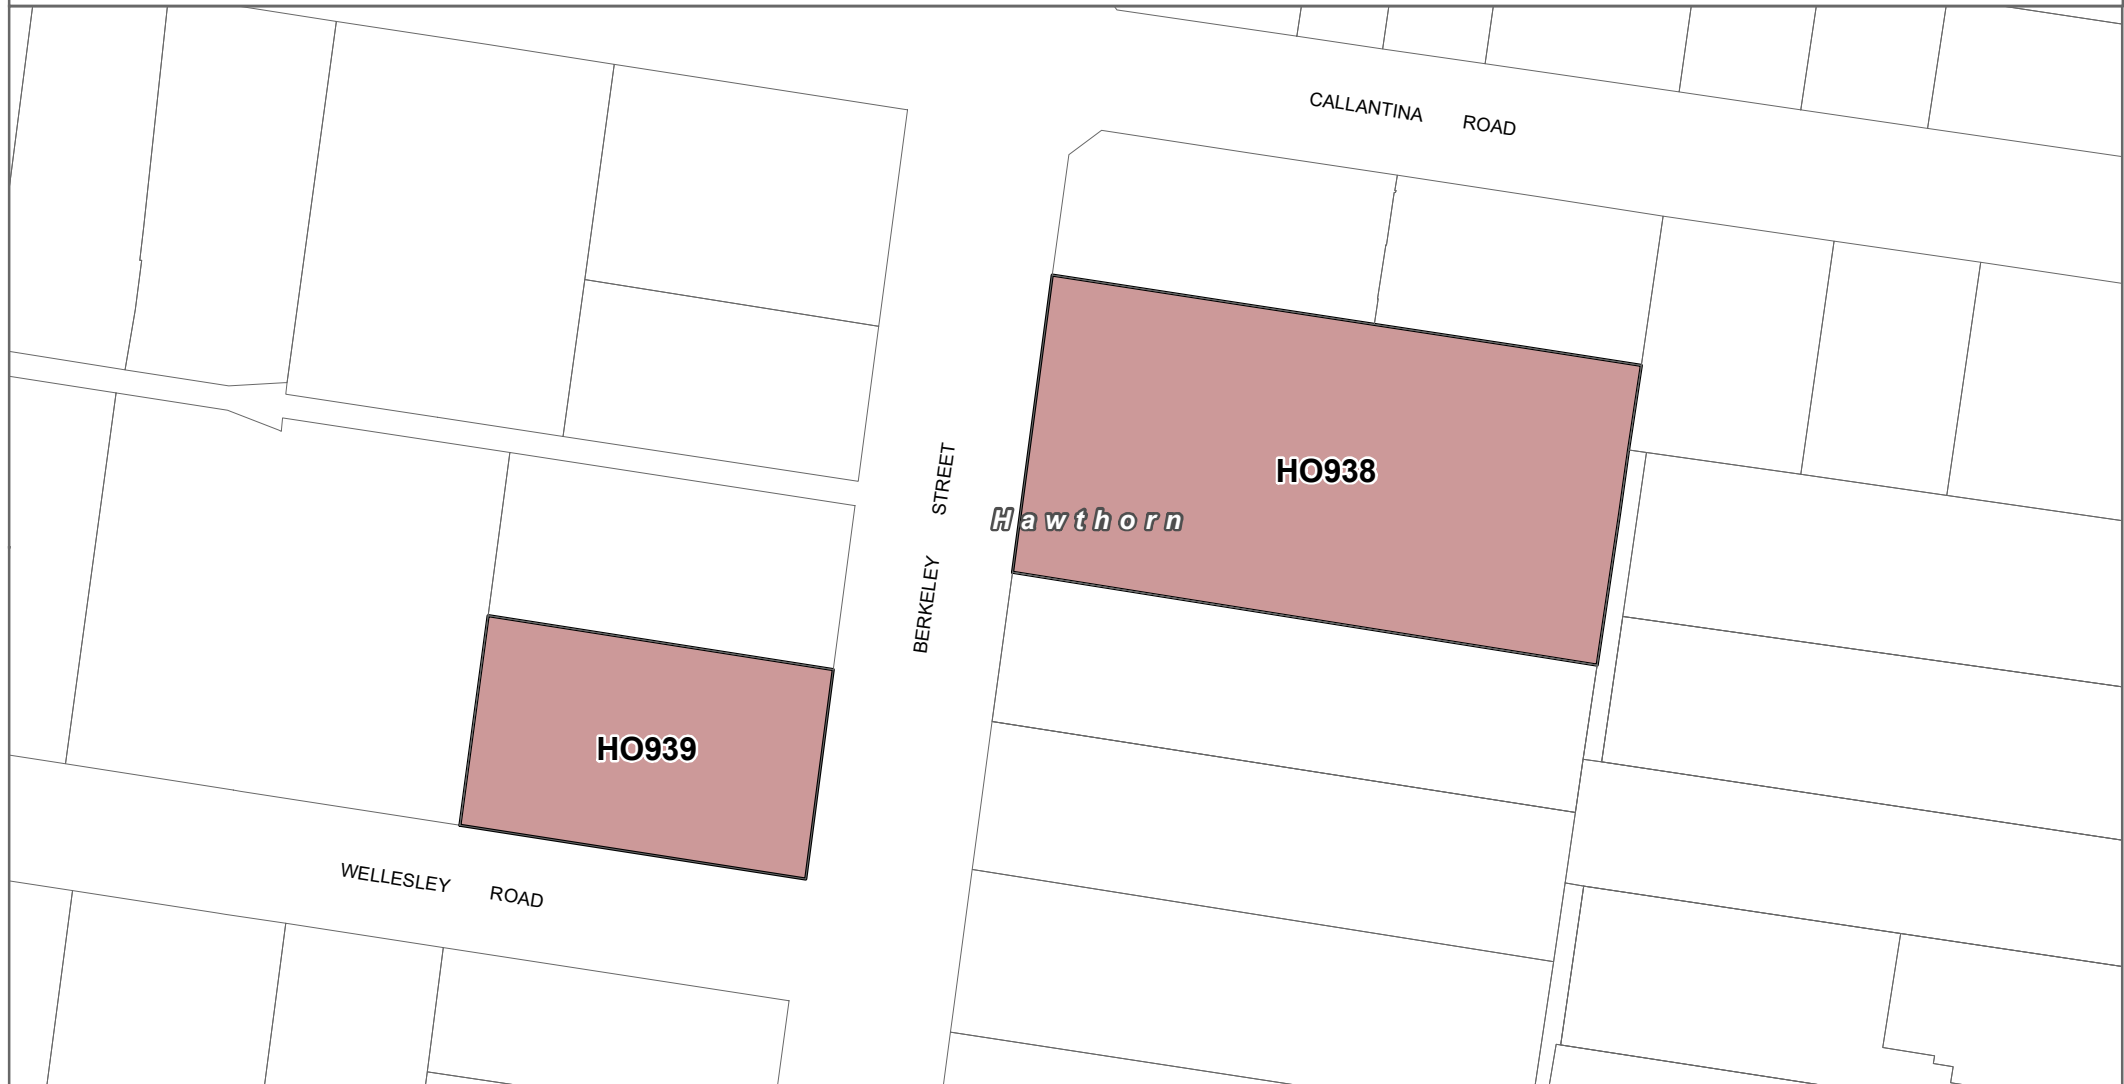 CALLANTINA ROAD
HO938
BERKELEY STREET
Hawthorn
HO939
WELLESLEY ROAD